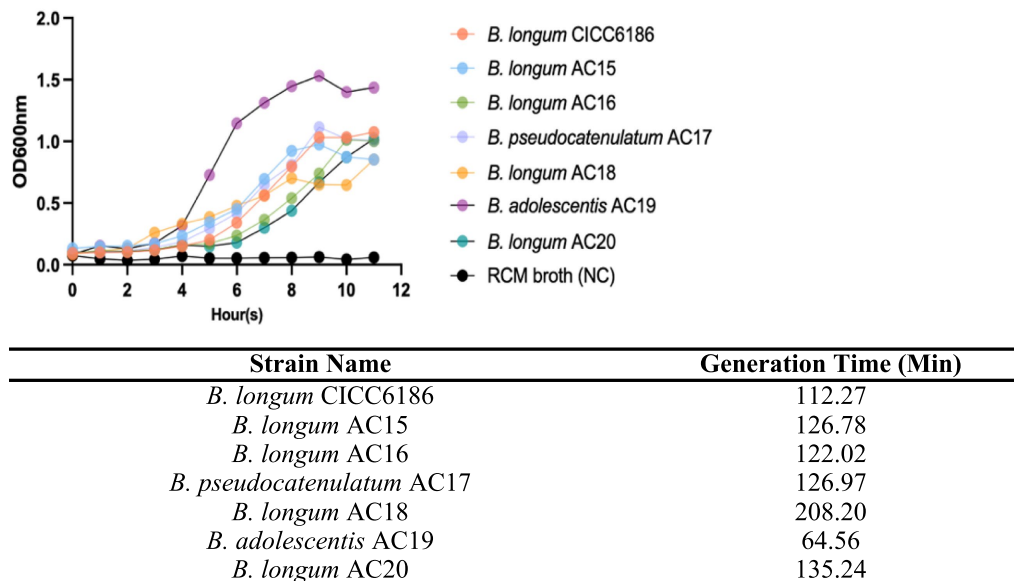 2.0
1.5
1.0
0.5
0.0
OD600nm
0 2 4 6 8 10 12
Hour(s)
B. longum CICC6186
B. longum AC15
B. longum AC16
B. pseudocatenulatum AC17
B. longum AC18
B. adolescentis AC19
B. longum AC20
RCM broth (NC)
Strain Name Generation Time (Min)
B. longum CICC6186 112.27
B. longum AC15 126.78
B. longum AC16 122.02
B. pseudocatenulatum AC17 126.97
B. longum AC18 208.20
B. adolescentis AC19 64.56
B. longum AC20 135.24